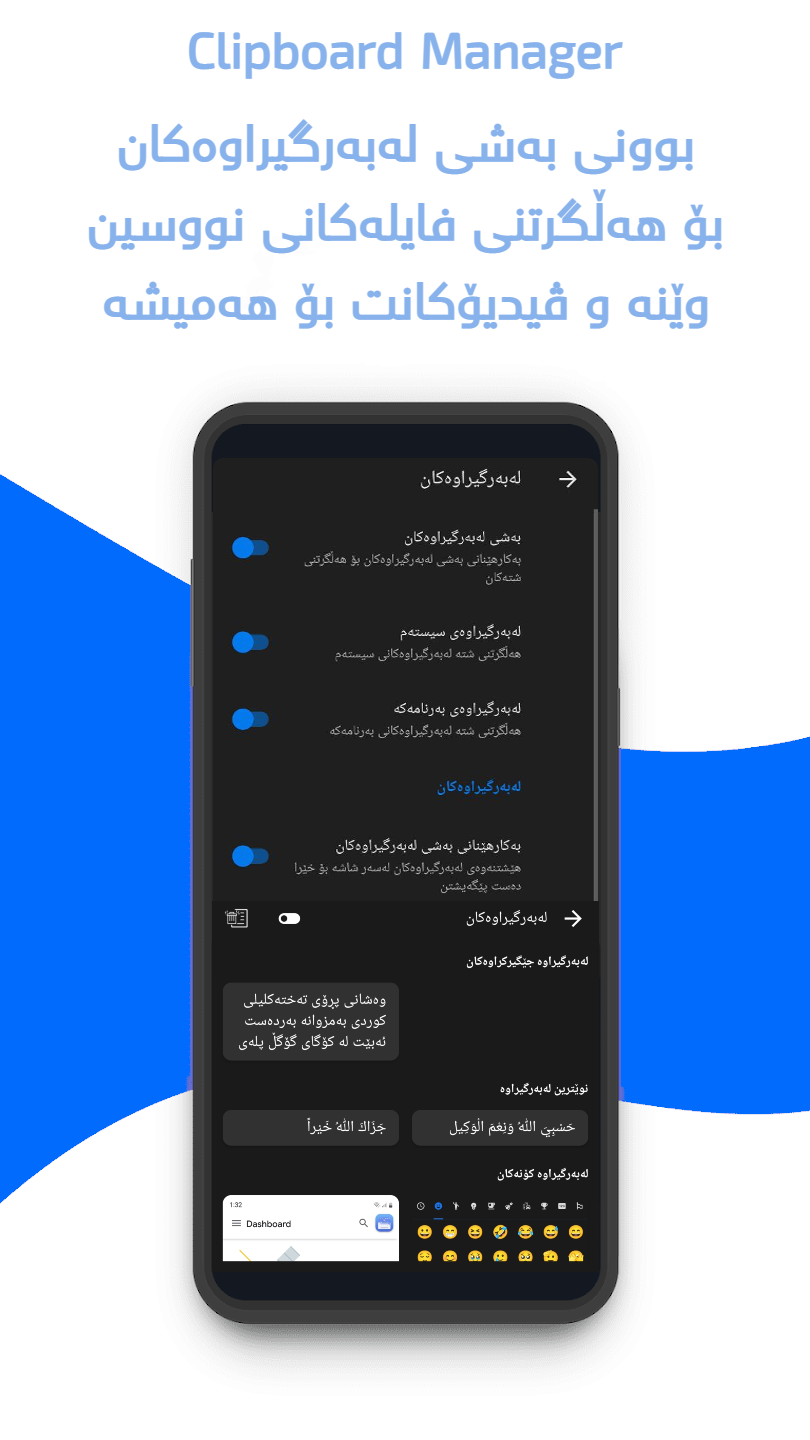 Clipboard Manager
بوونی بەشی لەبەرگیراوەکان
بۆ هەڵگرتنی فایلەکانی نووسین
وێنە و ڤیدیۆکانت بۆ هەمیشە
لەبەرگیراوەکان
بەشی لەبەرگیراوەکان
بەکارهێنانی بەشی لەبەرگیراوەکان بۆ هەڵگرتنی
شتەکان
لەبەرگیراوەی سیستەم
هەڵگرتنی شتە لەبەرگیراوەکانی سیستەم
لەبەرگیراوەی بەرنامەکە
هەڵگرتنی شتە لەبەرگیراوەکانی بەرنامەکە
لەبەرگیراوەکان
بەکارهێنانی بەشی لەبەرگیراوەکان
هێشتنەوەی لەبەرگیراوەکان لەسەر شاشە بۆ خێرا
دەست پێگەیشتن
لەبەرگیراوەکان
لەبەرگیراوە جێگیرکراوەکان
وەشانی پڕۆی تەختەکلیلی
کوردی بەمزوانە بەردەست
ئەبێت لە کۆگای گۆگڵ پلەی
نوێترین لەبەرگیراوە
حَسْبِيَ اللّٰهُ وَنِعْمَ الْوَكِيل
جَزَاكَ اللّٰهُ خَيْراً
لەبەرگیراوە کۆنەکان
1:32
Dashboard